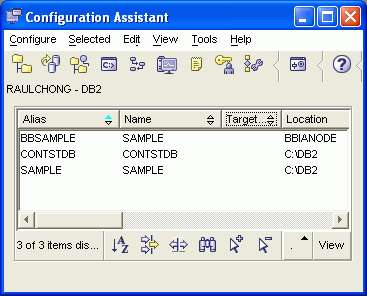 Configuration Assistant
Configure Selected Edit View Tools Help
RAULCHONG - DB2
Alias Name Target... Location
BBSAMPLE SAMPLE BBIANODE
CONTSTDB CONTSTDB C:\DB2
SAMPLE SAMPLE C:\DB2
3 of 3 items dis... . View